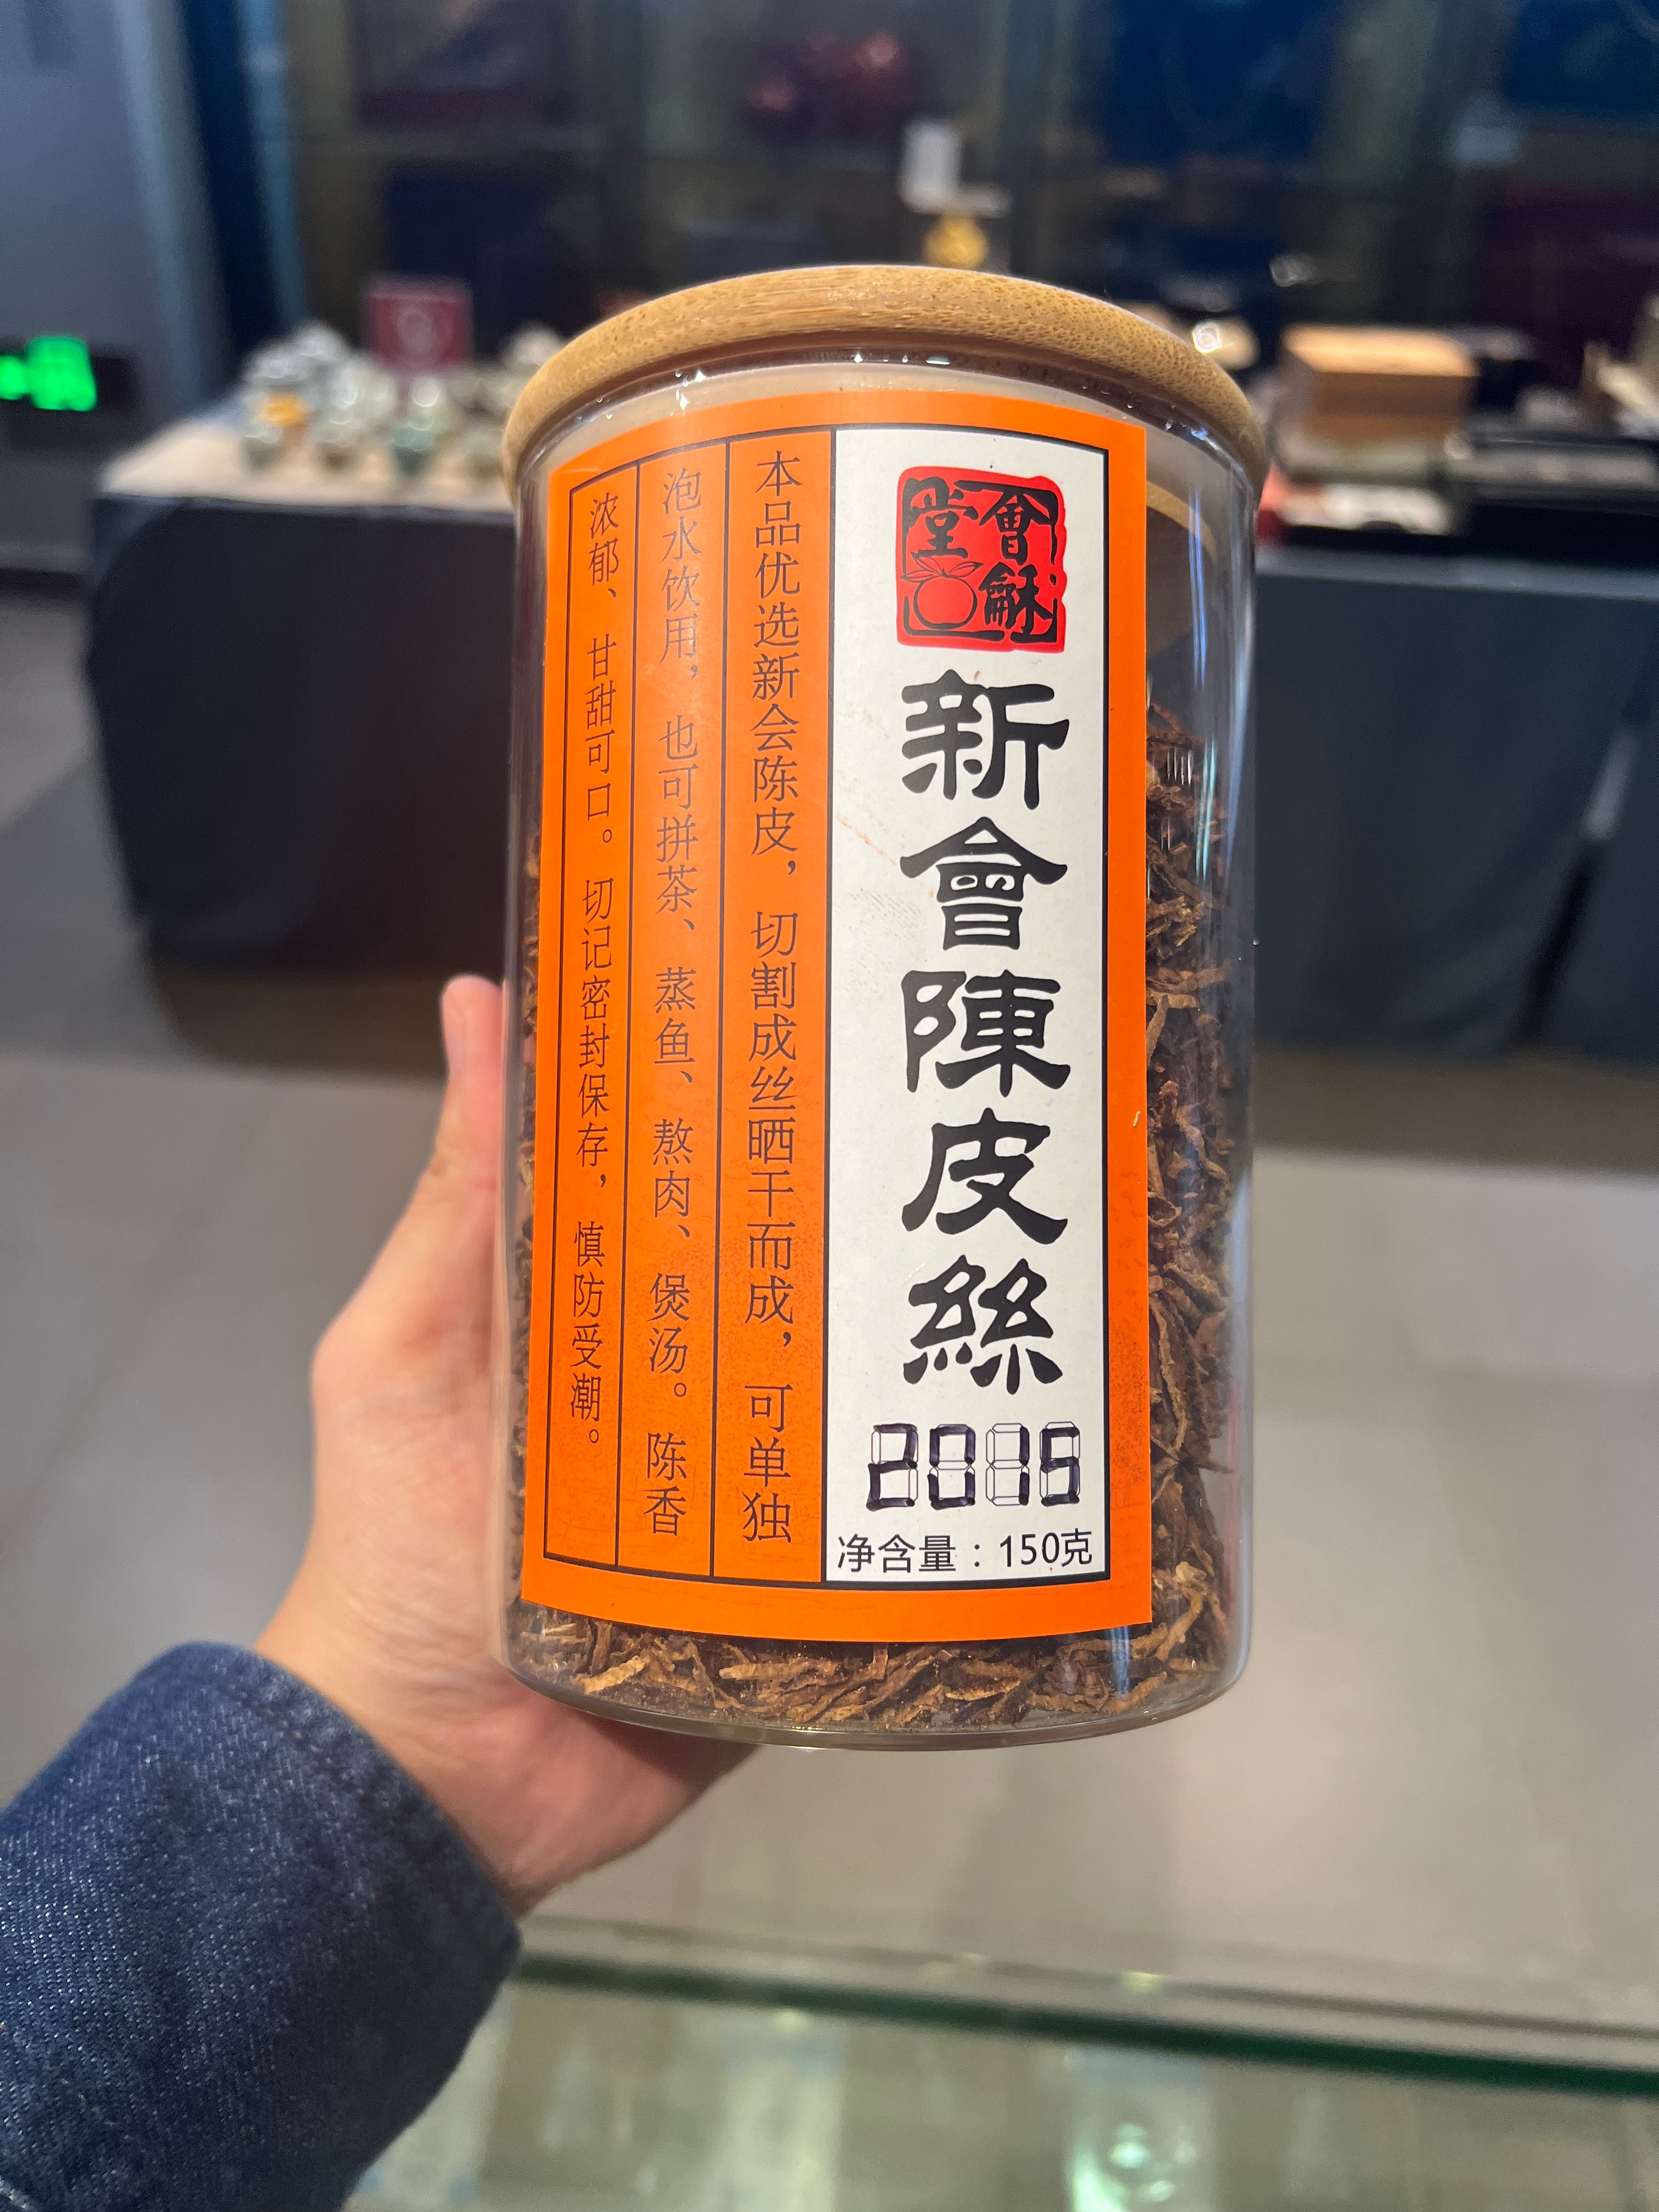 會龢堂
新會陳皮絲
2015
净含量：150克
本品优选新会陈皮，切割成丝晒干而成，可单独
泡水饮用，也可拼茶、蒸鱼、熬肉、煲汤。陈香
浓郁、甘甜可口。切记密封保存，慎防受潮。